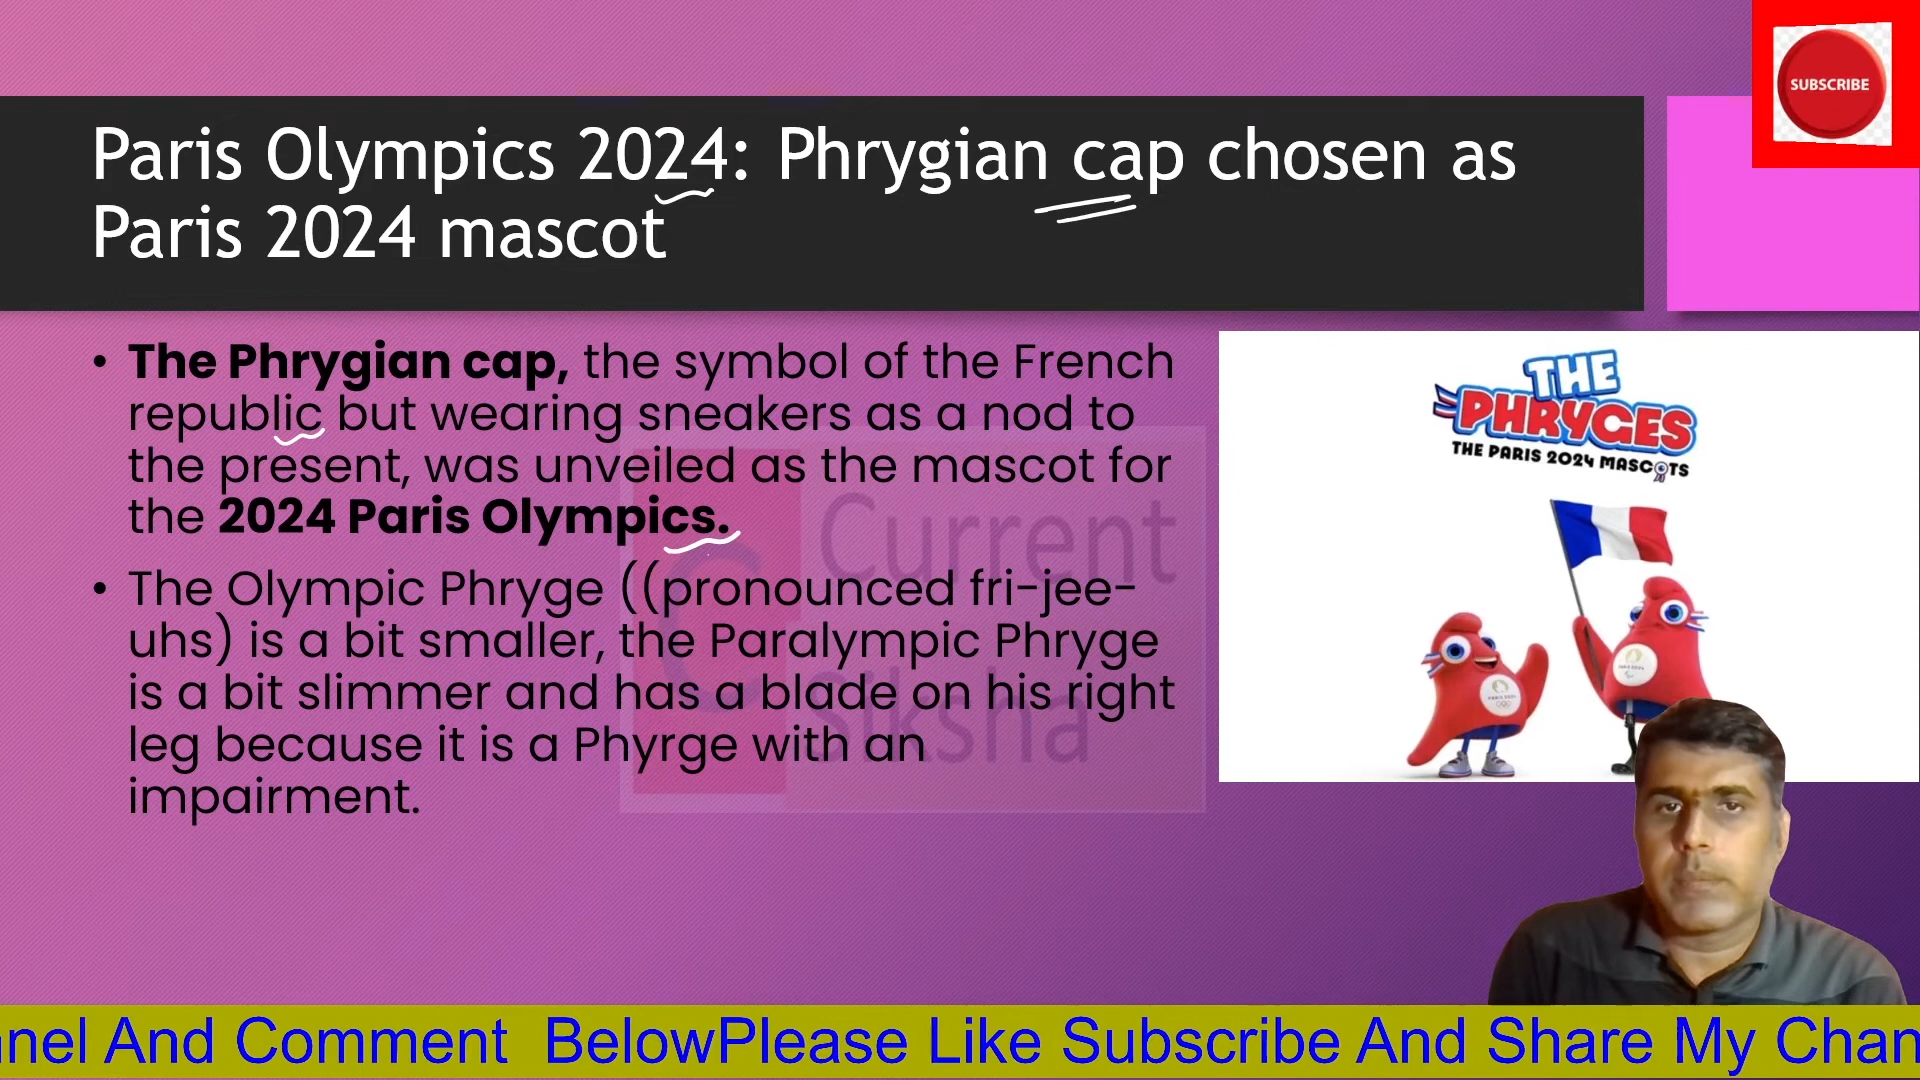 SUBSCRIBE
Paris Olympics 2024: Phrygian cap chosen as
Paris 2024 mascot
• The Phrygian cap, the symbol of the French
republic but wearing sneakers as a nod to
the present, was unveiled as the mascot for
the 2024 Paris Olympics.
• The Olympic Phryge ((pronounced fri-jee-
uhs) is a bit smaller, the Paralympic Phryge
is a bit slimmer and has a blade on his right
leg because it is a Phyrge with an
impairment.
Current
Siksha
THE
PHRYGES
THE PARIS 2024 MASCOTS
PARIS 2024
nnel And Comment BelowPlease Like Subscribe And Share My Chan